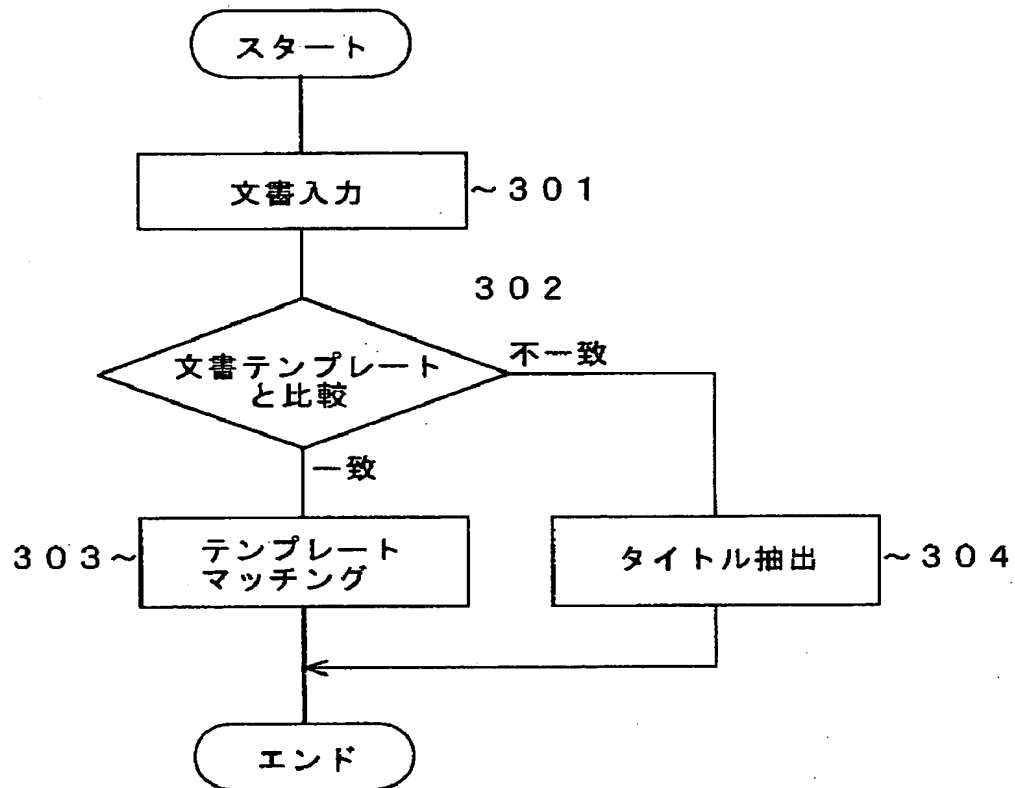 スタート
文書入力
~301
302
文書テンプレート
と比較
不一致
一致
303~
テンプレート
マッチング
タイトル抽出
~304
エンド